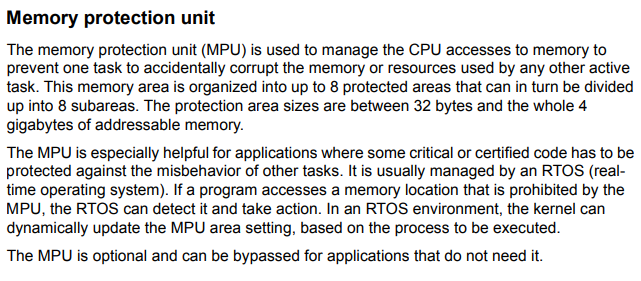 Memory protection unit
The memory protection unit (MPU) is used to manage the CPU accesses to memory to
prevent one task to accidentally corrupt the memory or resources used by any other active
task. This memory area is organized into up to 8 protected areas that can in turn be divided
up into 8 subareas. The protection area sizes are between 32 bytes and the whole 4
gigabytes of addressable memory.
The MPU is especially helpful for applications where some critical or certified code has to be
protected against the misbehavior of other tasks. It is usually managed by an RTOS (real-
time operating system). If a program accesses a memory location that is prohibited by the
MPU, the RTOS can detect it and take action. In an RTOS environment, the kernel can
dynamically update the MPU area setting, based on the process to be executed.
The MPU is optional and can be bypassed for applications that do not need it.